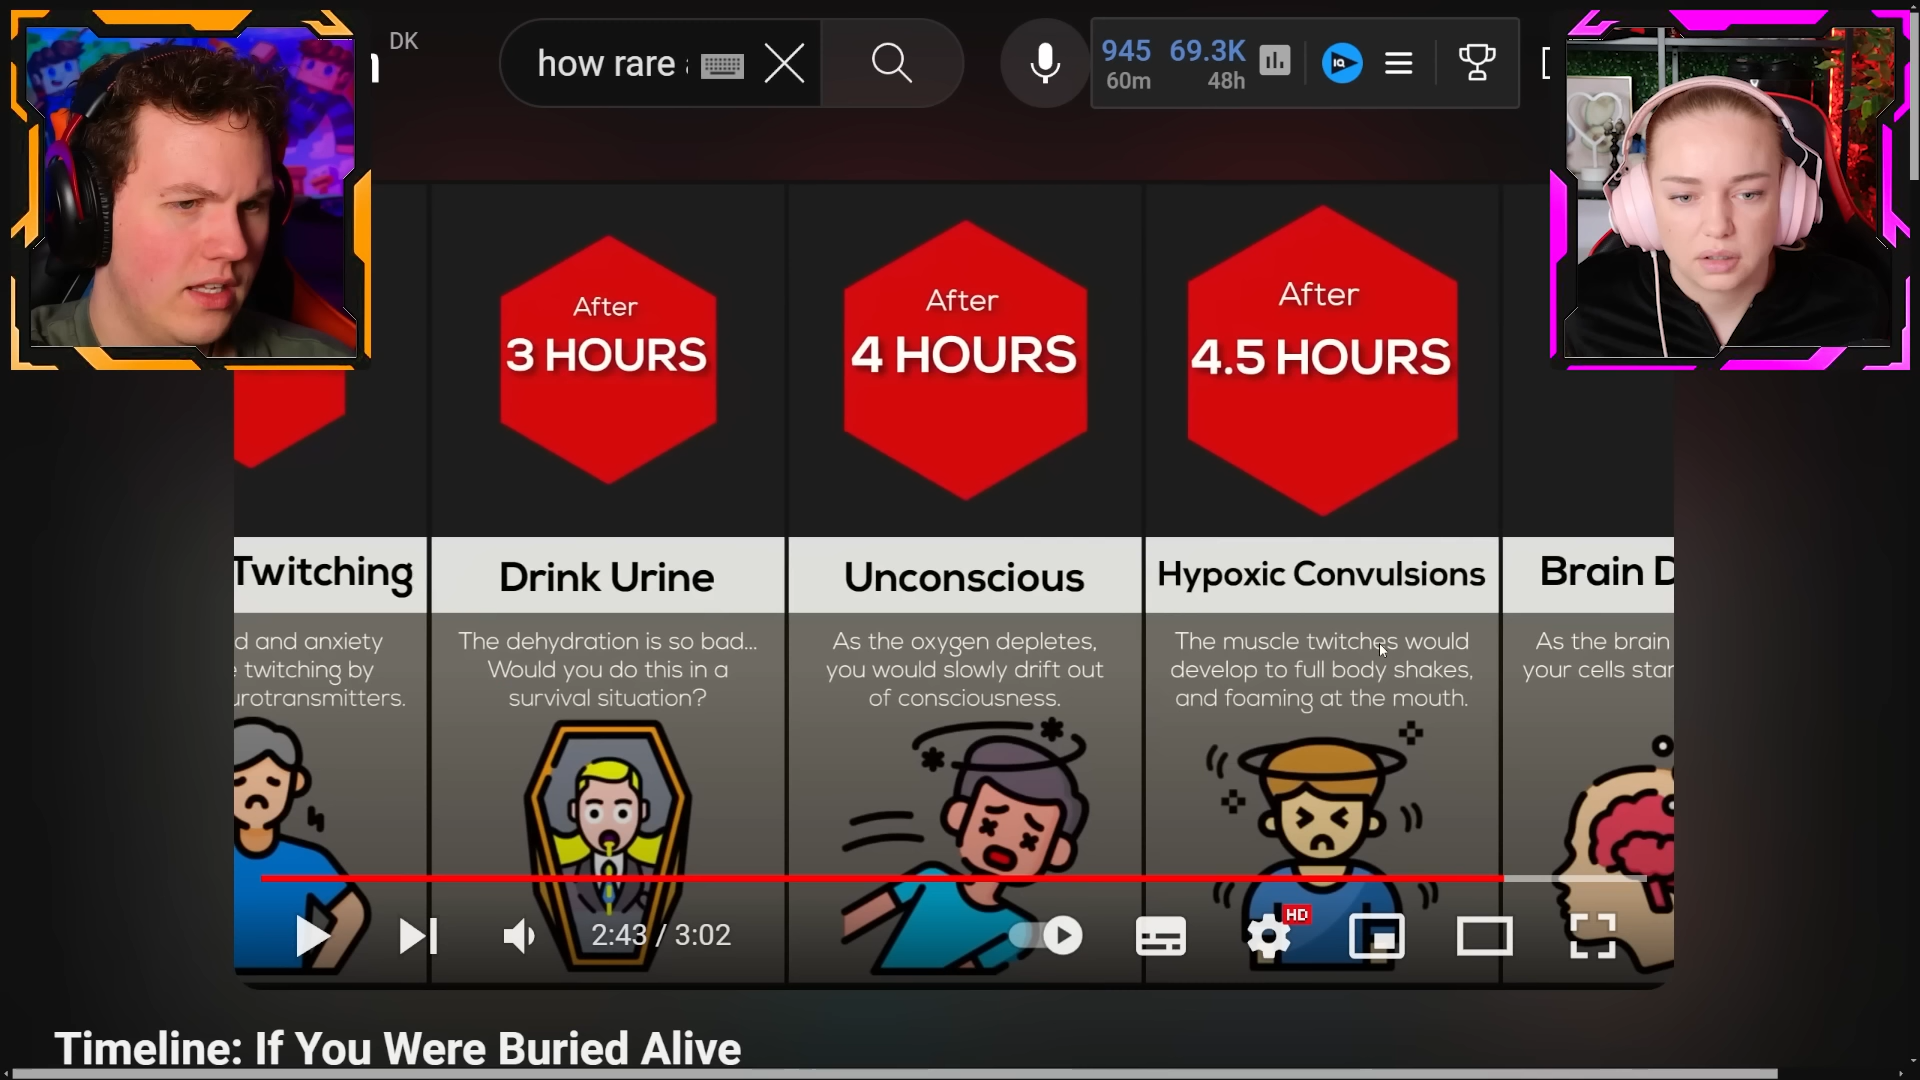 DK
how rare
945
60m
69.3K
48h
IQ
After
3 HOURS
After
4 HOURS
After
4.5 HOURS
Twitching
Drink Urine
Unconscious
Hypoxic Convulsions
Brain D
d and anxiety
twitching by
urotransmitters.
The dehydration is so bad...
Would you do this in a
survival situation?
As the oxygen depletes,
you would slowly drift out
of consciousness.
The muscle twitches would
develop to full body shakes,
and foaming at the mouth.
As the brain
your cells star
2:43 / 3:02
HD
Timeline: If You Were Buried Alive